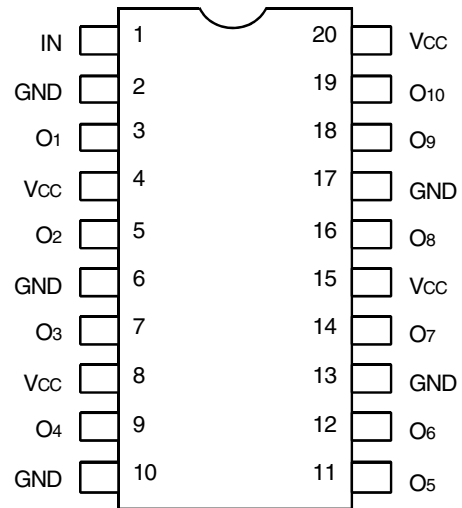 IN 1 20 VCC
GND 2 19 O10
O1 3 18 O9
VCC 4 17 GND
O2 5 16 O8
GND 6 15 VCC
O3 7 14 O7
VCC 8 13 GND
O4 9 12 O6
GND 10 11 O5